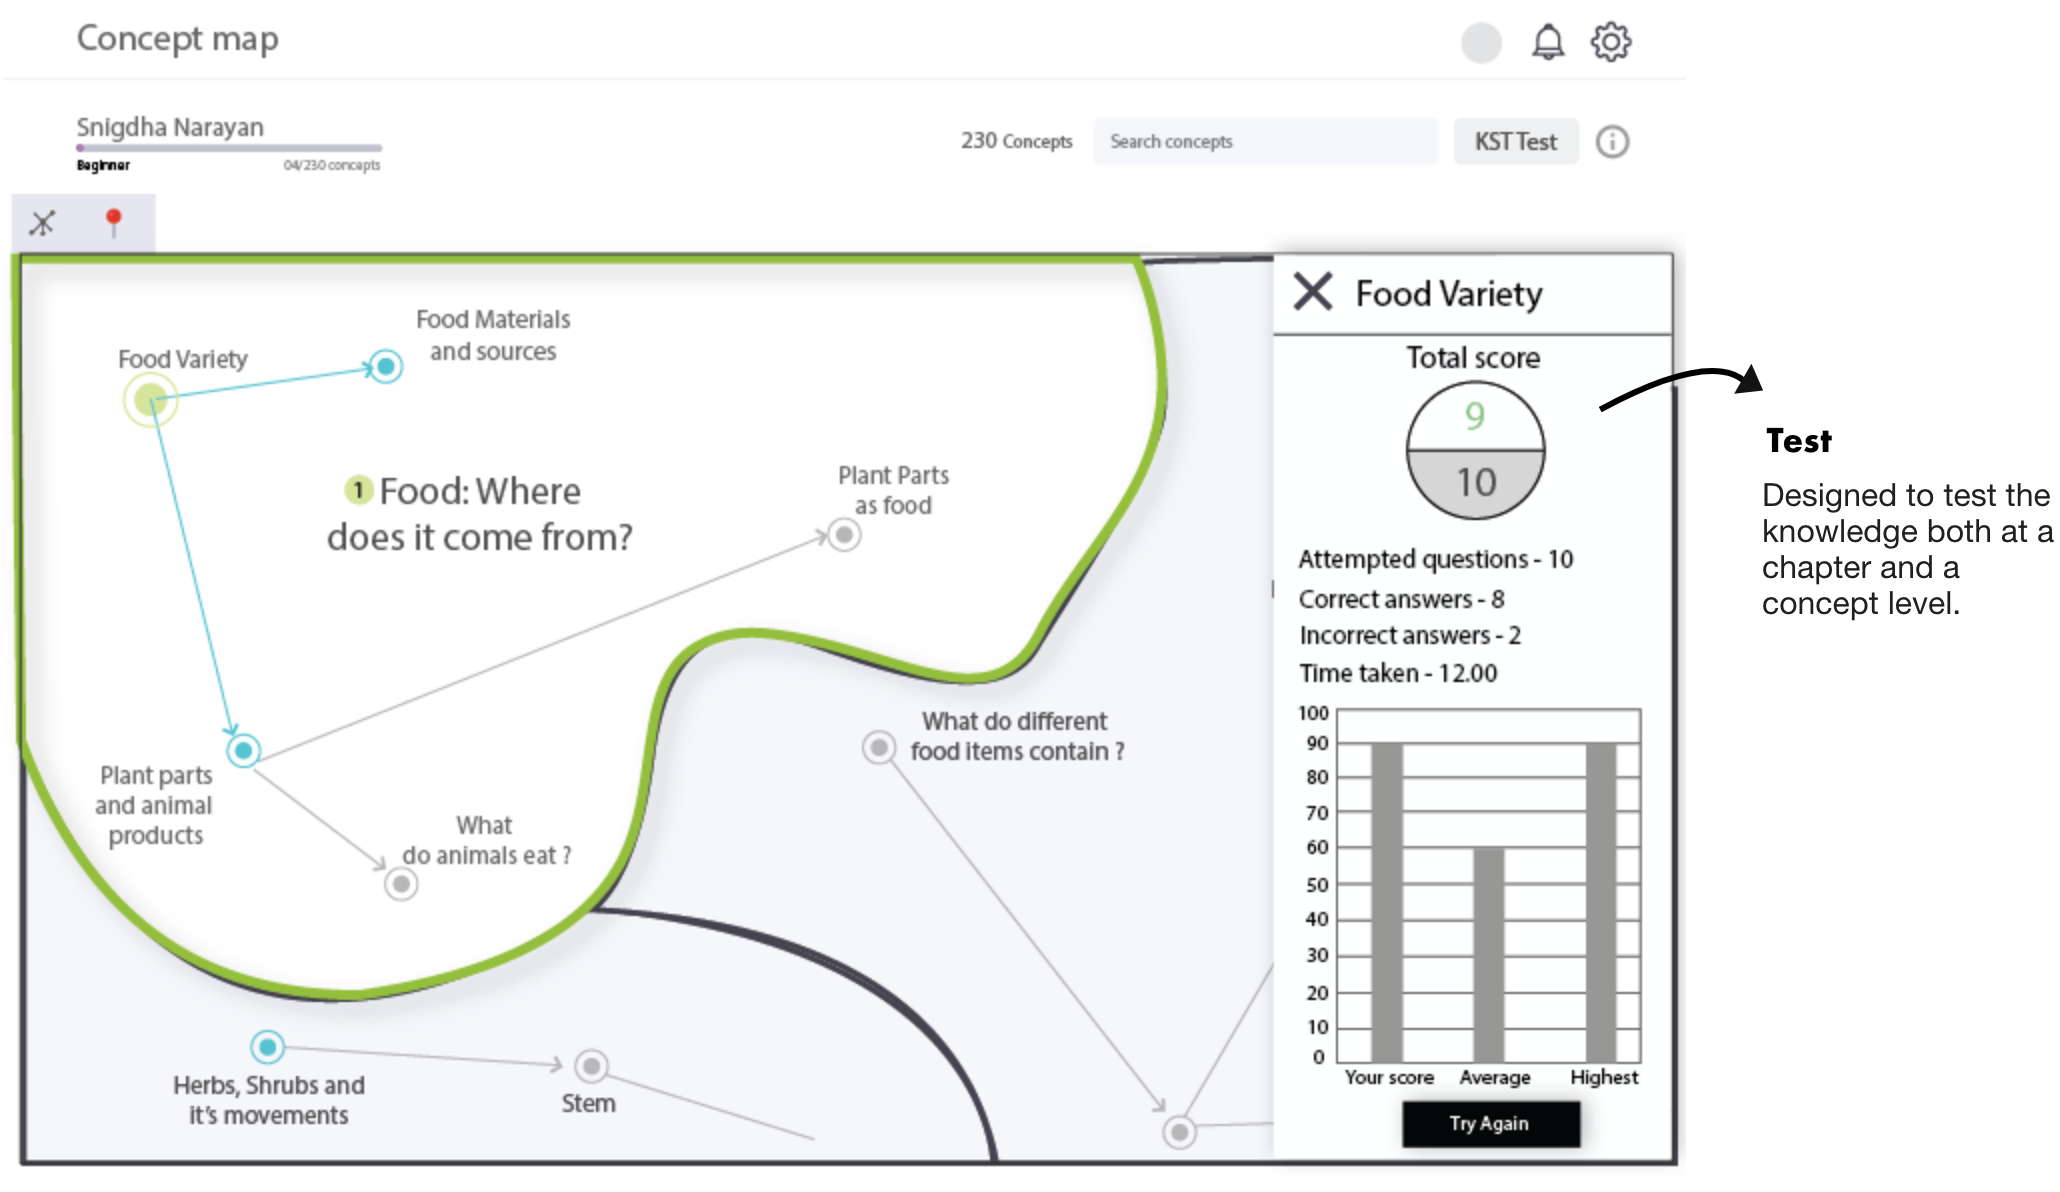 Concept map
Snigdha Narayan
Beginner
04/230 concepts
230 Concepts
Search concepts
KST Test
Food Variety
Food Materials
and sources
1 Food: Where
does it come from?
Plant Parts
as food
Plant parts
and animal
products
What
do animals eat ?
What do different
food items contain ?
Herbs, Shrubs and
it's movements
Stem
Food Variety
Total score
9
10
Attempted questions - 10
Correct answers - 8
Incorrect answers - 2
Time taken - 12.00
100
90
80
70
60
50
40
30
20
10
0
Your score
Average
Highest
Try Again
Test
Designed to test the
knowledge both at a
chapter and a
concept level.